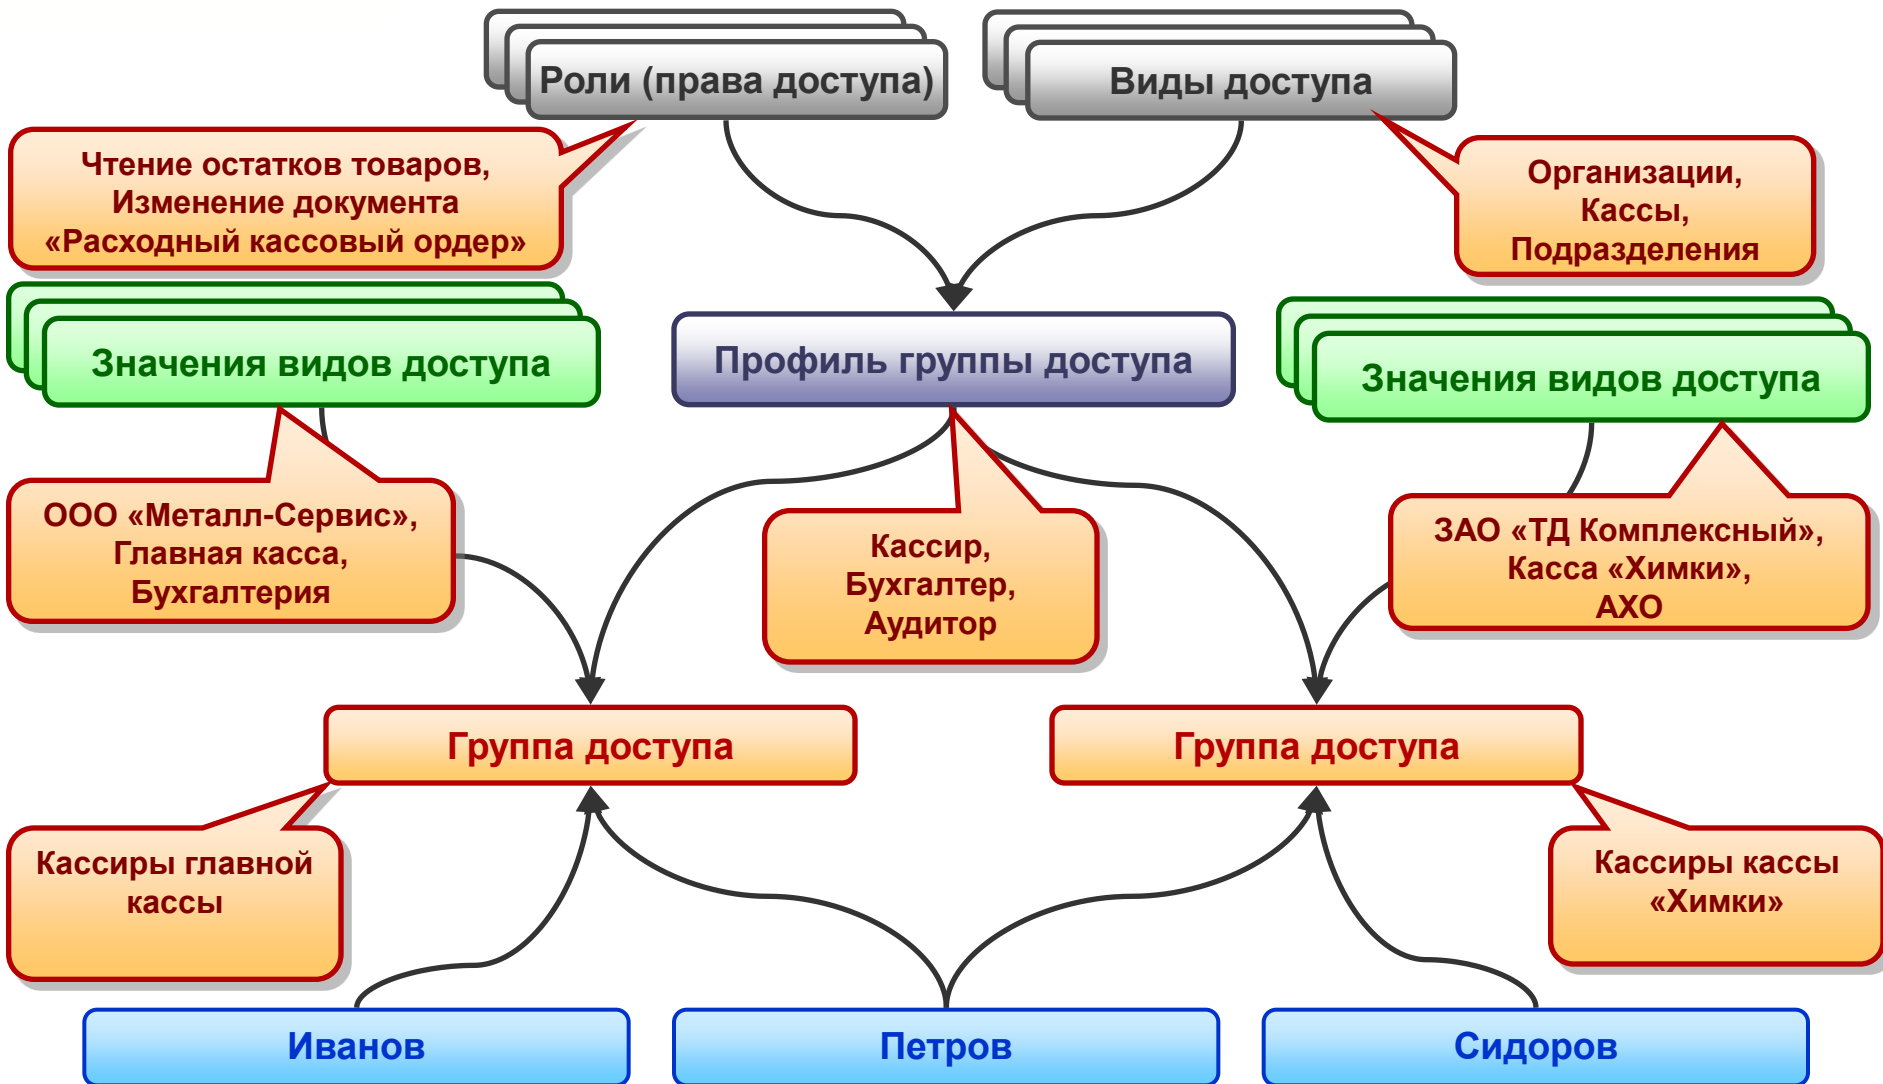 Роли (права доступа)
Виды доступа
Чтение остатков товаров,
Изменение документа
«Расходный кассовый ордер»
Организации,
Кассы,
Подразделения
Значения видов доступа
Профиль группы доступа
Значения видов доступа
ООО «Металл-Сервис»,
Главная касса,
Бухгалтерия
Кассир,
Бухгалтер,
Аудитор
ЗАО «ТД Комплексный»,
Касса «Химки»,
АХО
Группа доступа
Группа доступа
Кассиры главной
кассы
Кассиры кассы
«Химки»
Иванов
Петров
Сидоров